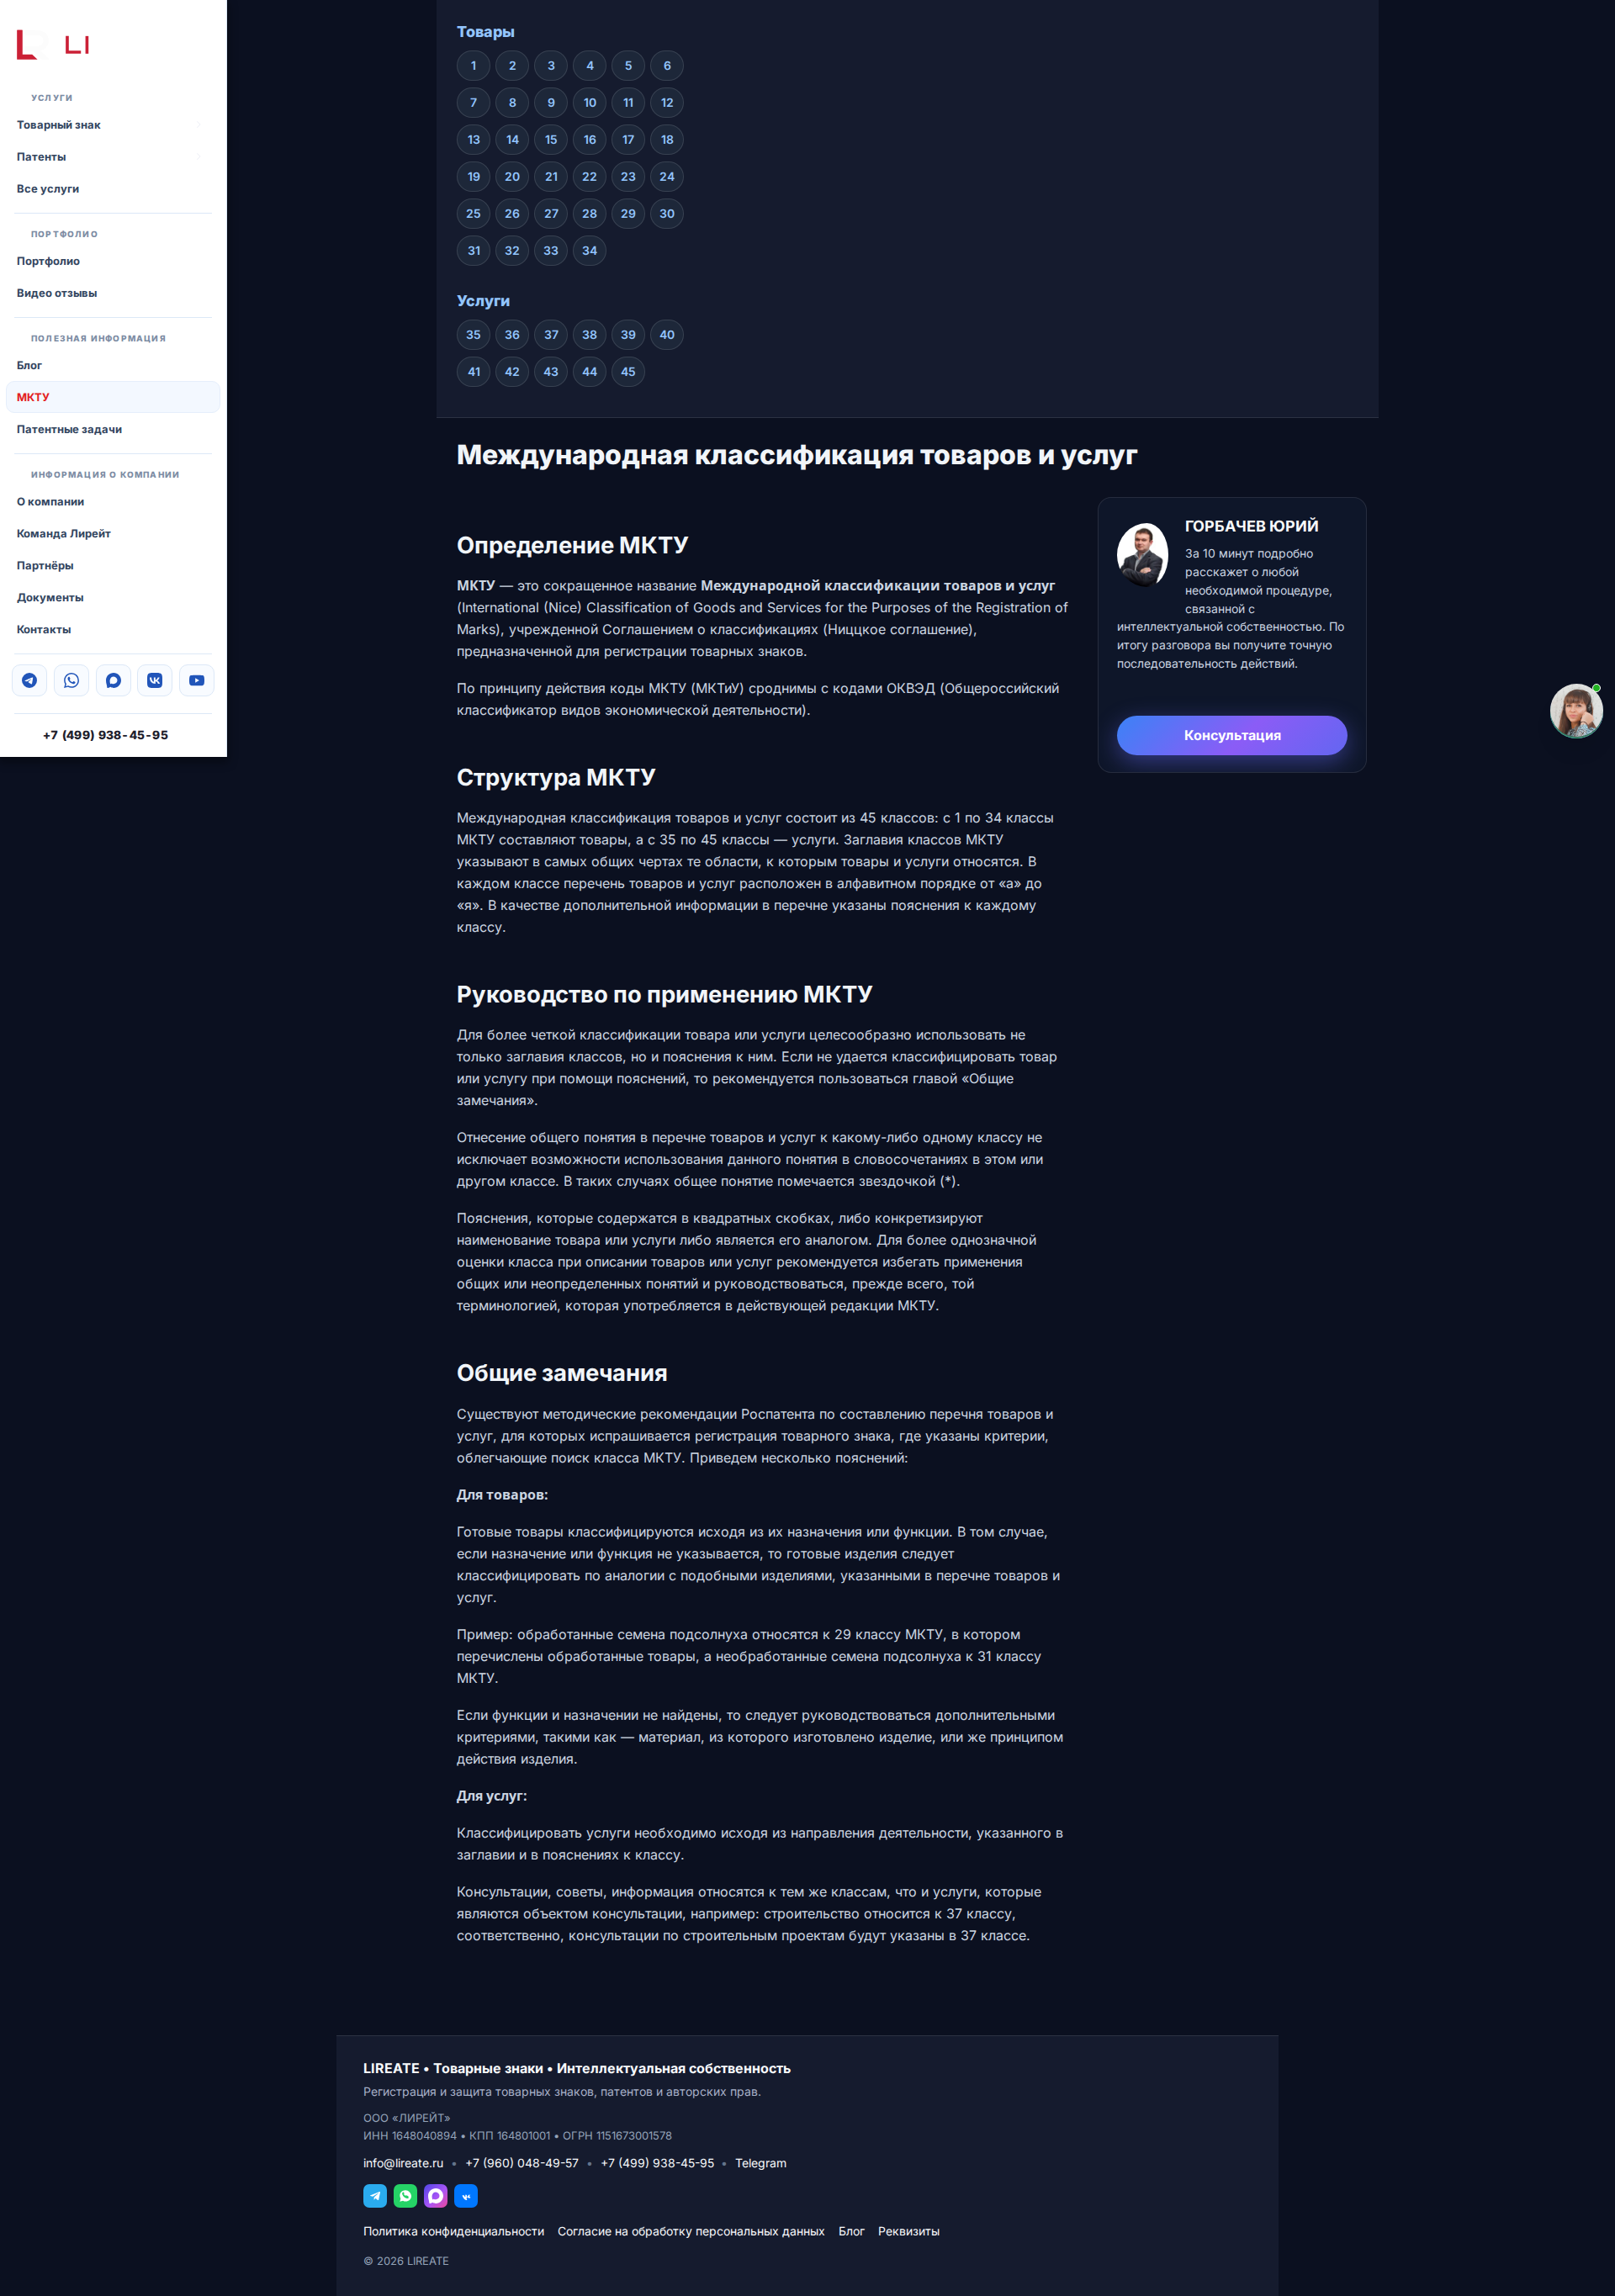 LI
УСЛУГИ
Товарный знак
Патенты
Все услуги
ПОРТФОЛИО
Портфолио
Видео отзывы
ПОЛЕЗНАЯ ИНФОРМАЦИЯ
Блог
МКТУ
Патентные задачи
ИНФОРМАЦИЯ О КОМПАНИИ
О компании
Команда Лирейт
Партнёры
Документы
Контакты
+7 (499) 938-45-95
Товары
1 2 3 4 5 6
7 8 9 10 11 12
13 14 15 16 17 18
19 20 21 22 23 24
25 26 27 28 29 30
31 32 33 34
Услуги
35 36 37 38 39 40
41 42 43 44 45
Международная классификация товаров и услуг
Определение МКТУ
МКТУ — это сокращенное название Международной классификации товаров и услуг
(International (Nice) Classification of Goods and Services for the Purposes of the Registration of
Marks), учрежденной Соглашением о классификациях (Ниццкое соглашение),
предназначенной для регистрации товарных знаков.
По принципу действия коды МКТУ (МКТиУ) сроднимы с кодами ОКВЭД (Общероссийский
классификатор видов экономической деятельности).
Структура МКТУ
Международная классификация товаров и услуг состоит из 45 классов: с 1 по 34 классы
МКТУ составляют товары, а с 35 по 45 классы — услуги. Заглавия классов МКТУ
указывают в самых общих чертах те области, к которым товары и услуги относятся. В
каждом классе перечень товаров и услуг расположен в алфавитном порядке от «а» до
«я». В качестве дополнительной информации в перечне указаны пояснения к каждому
классу.
Руководство по применению МКТУ
Для более четкой классификации товара или услуги целесообразно использовать не
только заглавия классов, но и пояснения к ним. Если не удается классифицировать товар
или услугу при помощи пояснений, то рекомендуется пользоваться главой «Общие
замечания».
Отнесение общего понятия в перечне товаров и услуг к какому-либо одному классу не
исключает возможности использования данного понятия в словосочетаниях в этом или
другом классе. В таких случаях общее понятие помечается звездочкой (*).
Пояснения, которые содержатся в квадратных скобках, либо конкретизируют
наименование товара или услуги либо является его аналогом. Для более однозначной
оценки класса при описании товаров или услуг рекомендуется избегать применения
общих или неопределенных понятий и руководствоваться, прежде всего, той
терминологией, которая употребляется в действующей редакции МКТУ.
Общие замечания
Существуют методические рекомендации Роспатента по составлению перечня товаров и
услуг, для которых испрашивается регистрация товарного знака, где указаны критерии,
облегчающие поиск класса МКТУ. Приведем несколько пояснений:
Для товаров:
Готовые товары классифицируются исходя из их назначения или функции. В том случае,
если назначение или функция не указывается, то готовые изделия следует
классифицировать по аналогии с подобными изделиями, указанными в перечне товаров и
услуг.
Пример: обработанные семена подсолнуха относятся к 29 классу МКТУ, в котором
перечислены обработанные товары, а необработанные семена подсолнуха к 31 классу
МКТУ.
Если функции и назначении не найдены, то следует руководствоваться дополнительными
критериями, такими как — материал, из которого изготовлено изделие, или же принципом
действия изделия.
Для услуг:
Классифицировать услуги необходимо исходя из направления деятельности, указанного в
заглавии и в пояснениях к классу.
Консультации, советы, информация относятся к тем же классам, что и услуги, которые
являются объектом консультации, например: строительство относится к 37 классу,
соответственно, консультации по строительным проектам будут указаны в 37 классе.
ГОРБАЧЕВ ЮРИЙ
За 10 минут подробно
расскажет о любой
необходимой процедуре,
связанной с
интеллектуальной собственностью. По
итогу разговора вы получите точную
последовательность действий.
Консультация
LIREATE • Товарные знаки • Интеллектуальная собственность
Регистрация и защита товарных знаков, патентов и авторских прав.
ООО «ЛИРЕЙТ»
ИНН 1648040894 • КПП 164801001 • ОГРН 1151673001578
info@lireate.ru • +7 (960) 048-49-57 • +7 (499) 938-45-95 • Telegram
Политика конфиденциальности Согласие на обработку персональных данных Блог Реквизиты
© 2026 LIREATE